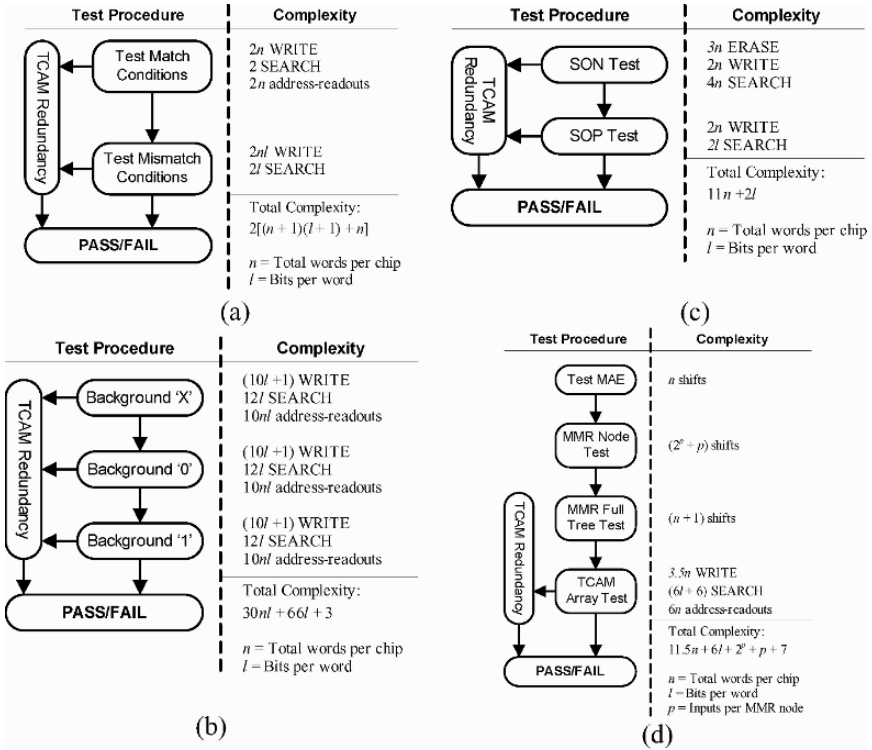 Test Procedure
Complexity
TCAM Redundancy
Test Match
Conditions
2n WRITE
2 SEARCH
2n address-readouts
Test Mismatch
Conditions
2nl WRITE
2l SEARCH
PASS/FAIL
Total Complexity:
2[(n + 1)(l + 1) + n]
n = Total words per chip
l = Bits per word
(a)
Test Procedure
Complexity
TCAM
Redundancy
SON Test
3n ERASE
2n WRITE
4n SEARCH
SOP Test
2n WRITE
2l SEARCH
PASS/FAIL
Total Complexity:
11n +2l
n = Total words per chip
l = Bits per word
(c)
Test Procedure
Complexity
TCAM Redundancy
Background 'X'
(10l +1) WRITE
12l SEARCH
10nl address-readouts
Background '0'
(10l +1) WRITE
12l SEARCH
10nl address-readouts
Background '1'
(10l +1) WRITE
12l SEARCH
10nl address-readouts
PASS/FAIL
Total Complexity:
30nl + 66l + 3
n = Total words per chip
l = Bits per word
(b)
Test Procedure
Complexity
Test MAE
n shifts
MMR Node
Test
(2^p + p) shifts
MMR Full
Tree Test
(n + 1) shifts
TCAM Redundancy
TCAM
Array Test
3.5n WRITE
(6l + 6) SEARCH
6n address-readouts
PASS/FAIL
Total Complexity:
11.5n + 6l + 2^p + p + 7
n = Total words per chip
l = Bits per word
p = Inputs per MMR node
(d)